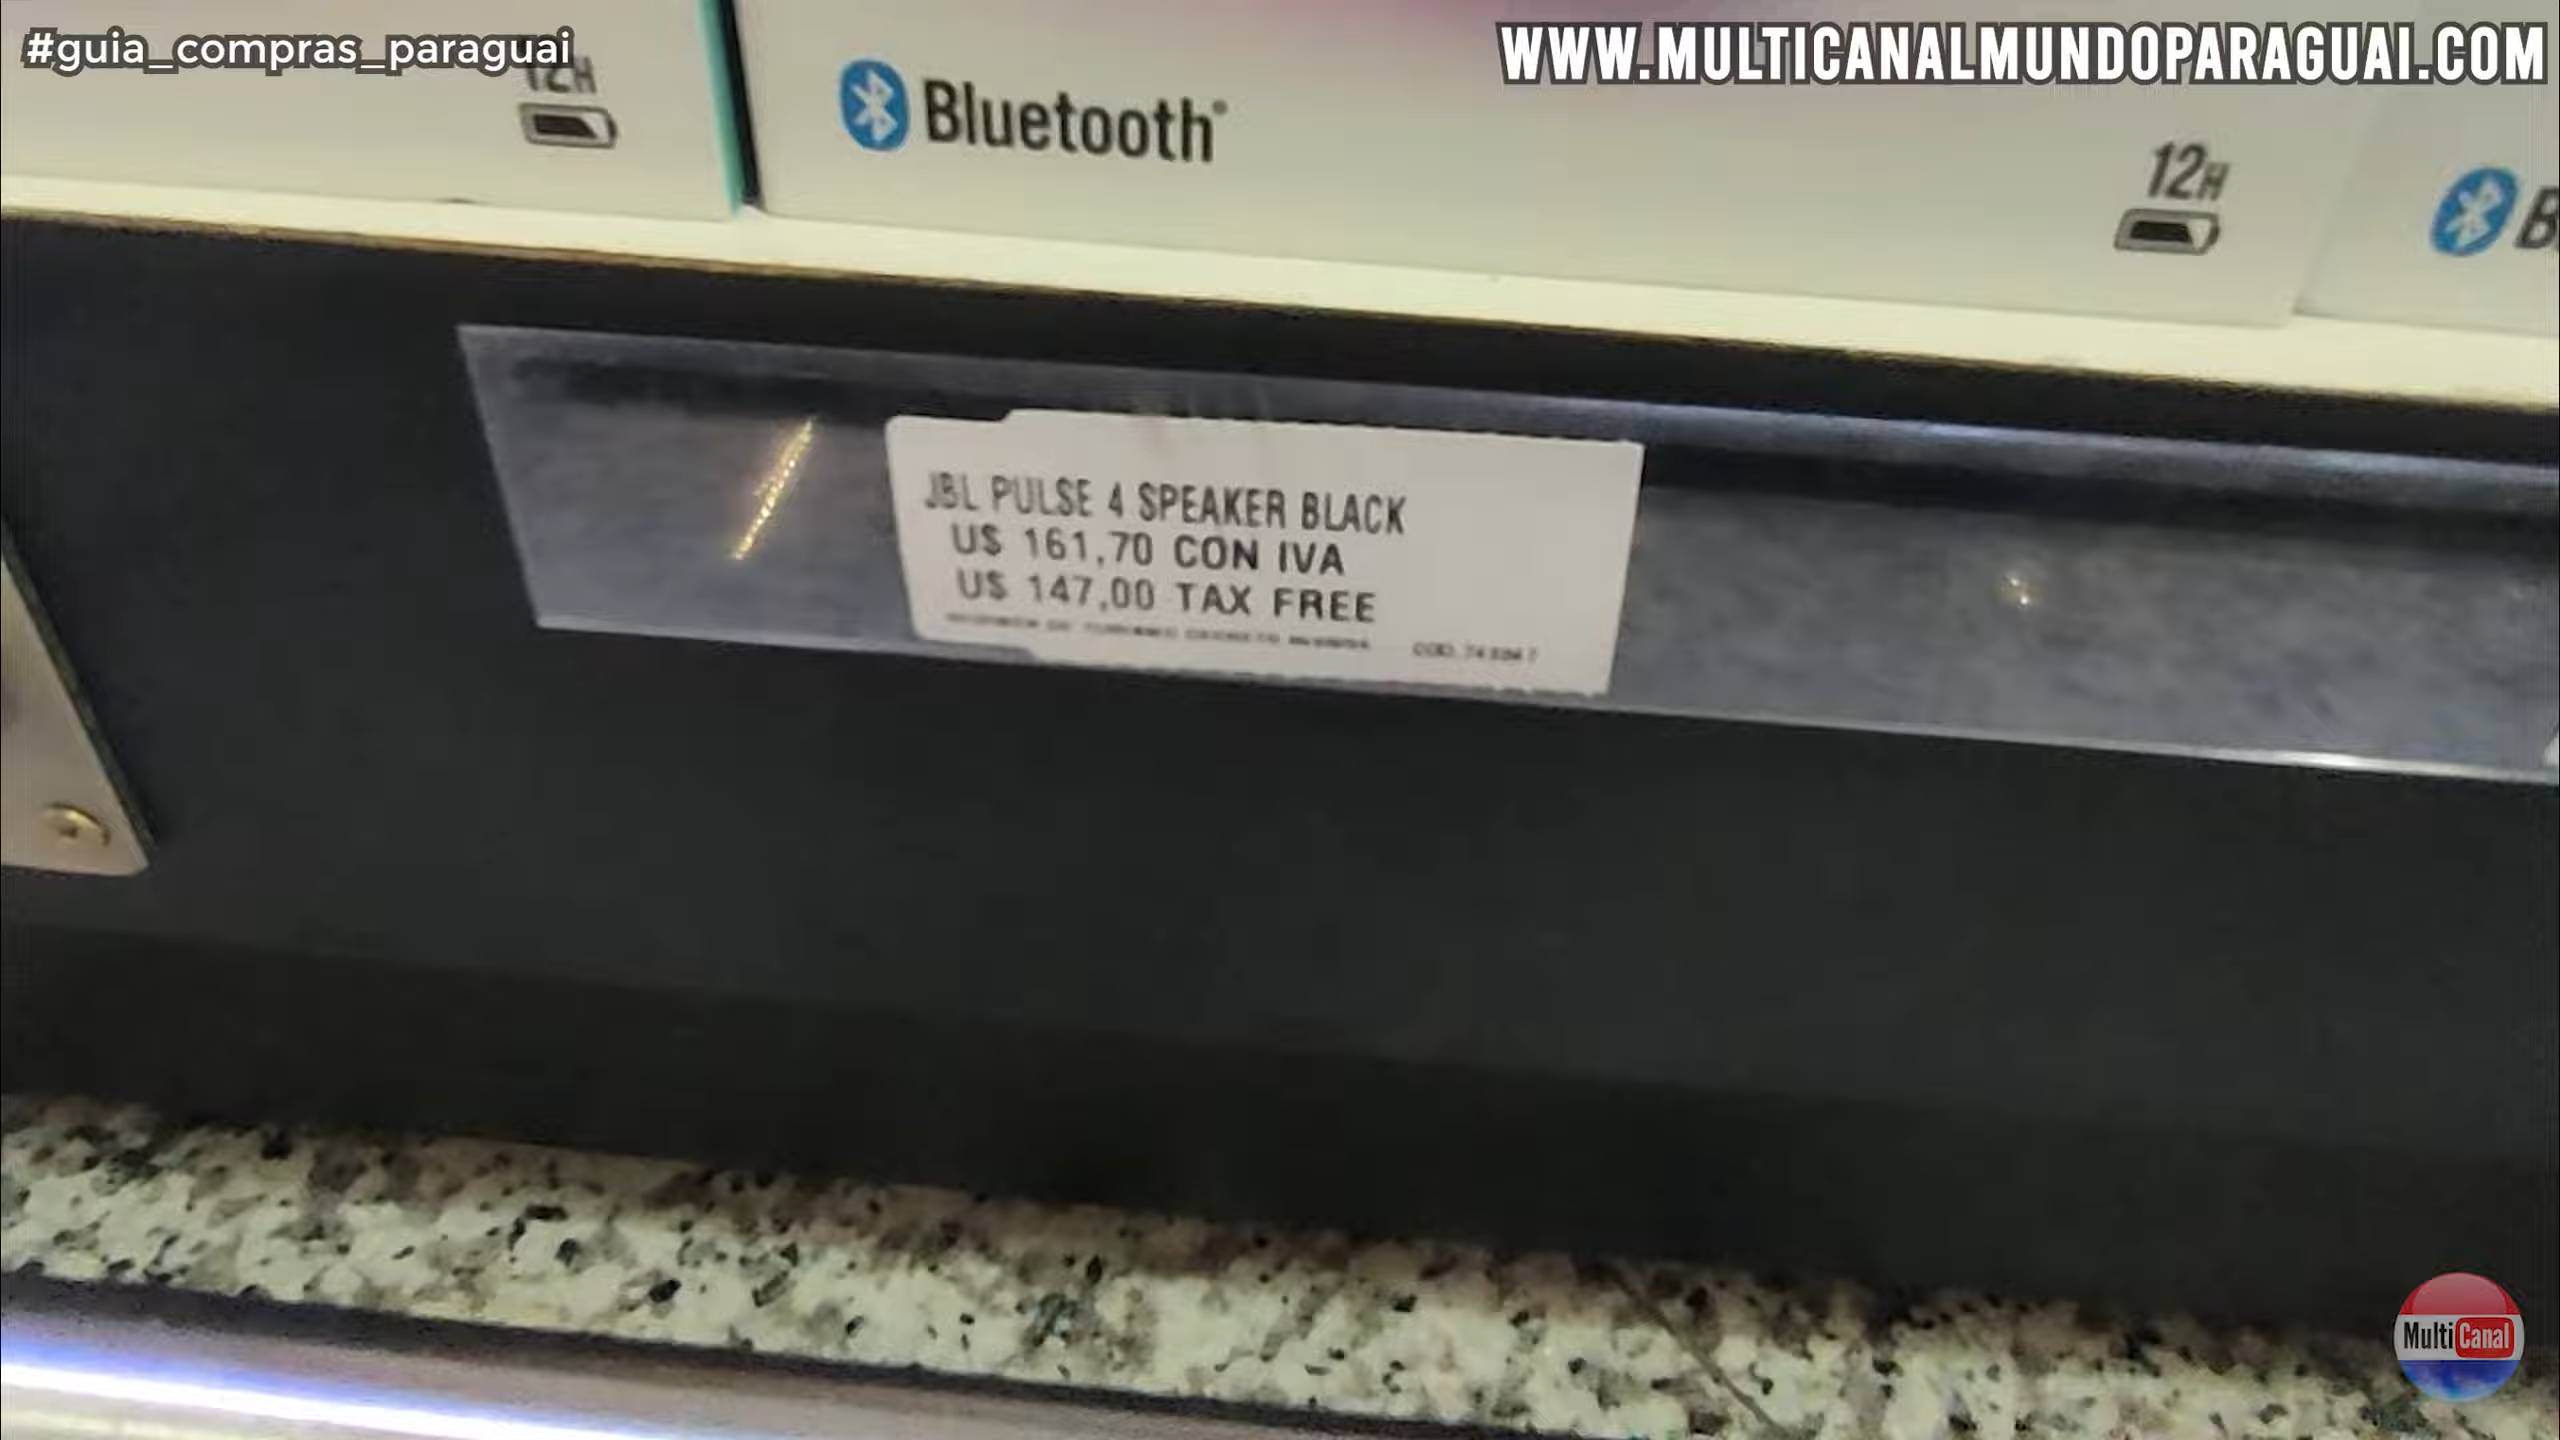 #guia_compras_paraguai
WWW.MULTICANALMUNDOPARAGUAI.COM
12H
Bluetooth
12H
B
JBL PULSE 4 SPEAKER BLACK
U$ 161,70 CON IVA
U$ 147,00 TAX FREE
COD.
MultiCanal